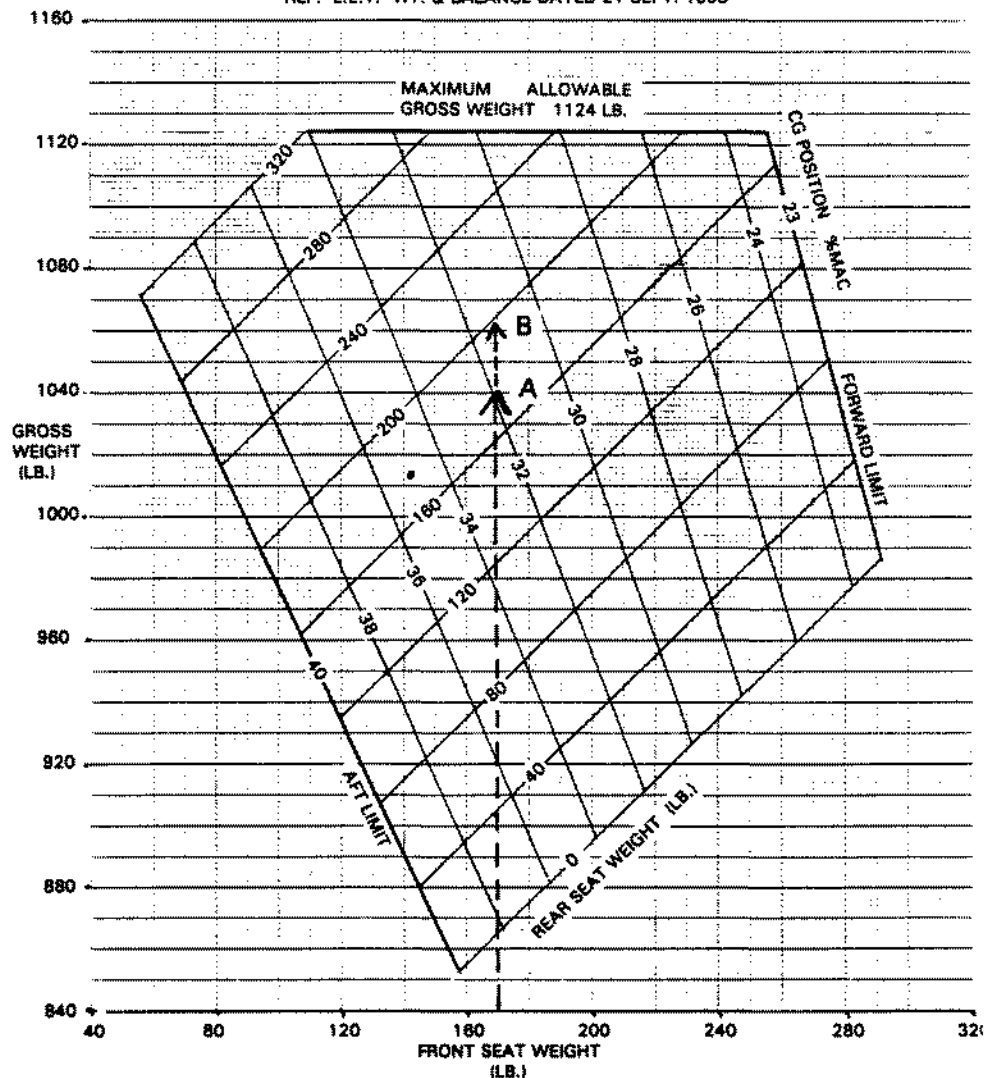 1160
MAXIMUM ALLOWABLE
GROSS WEIGHT 1124 LB.
1120
320
CG POSITION %MAC
23
24
280
1080
26
B
240
28
A
1040
200
30
FORWARD LIMIT
GROSS
WEIGHT
(LB.)
32
160
34
1000
36
120
38
960
40
80
920
AFT LIMIT
40
880
0
REAR SEAT WEIGHT (LB.)
840
40
80
120
160
200
240
280
FRONT SEAT WEIGHT
(LB.)